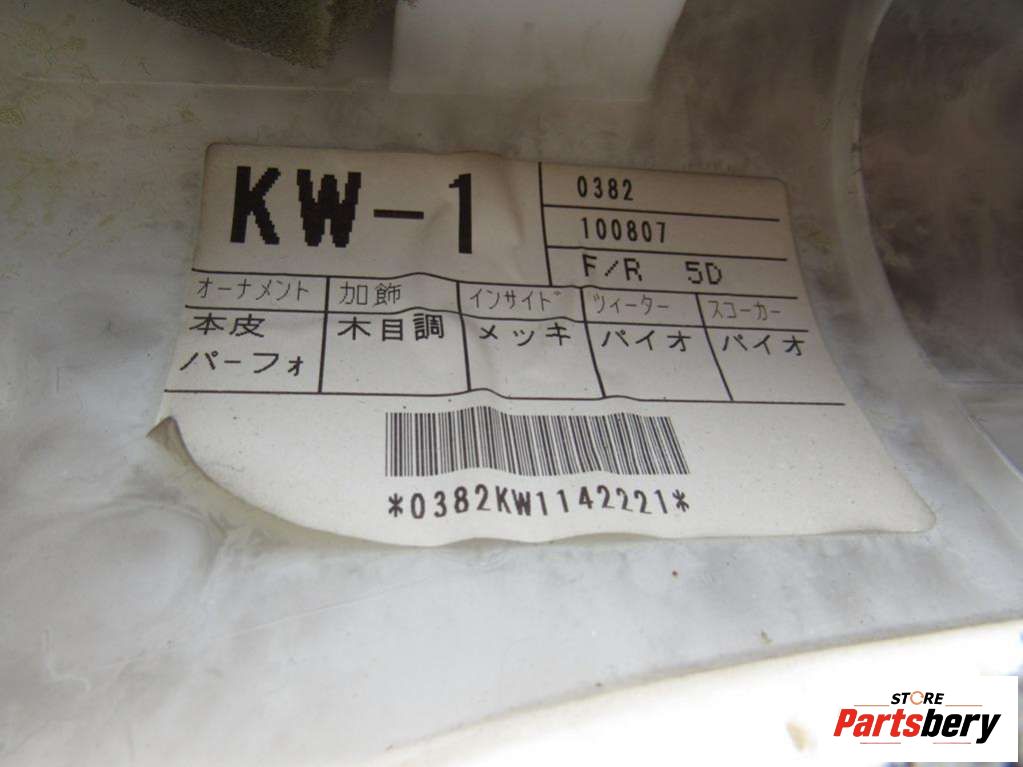 KW-1
0382
100807
F/R 5D
オーナメント 加飾 インサイド ツィーター スコーカー
本皮 木目調 メッキ パイオ パイオ
パーフォ
*0382KW1142221*
STORE
Partsbery